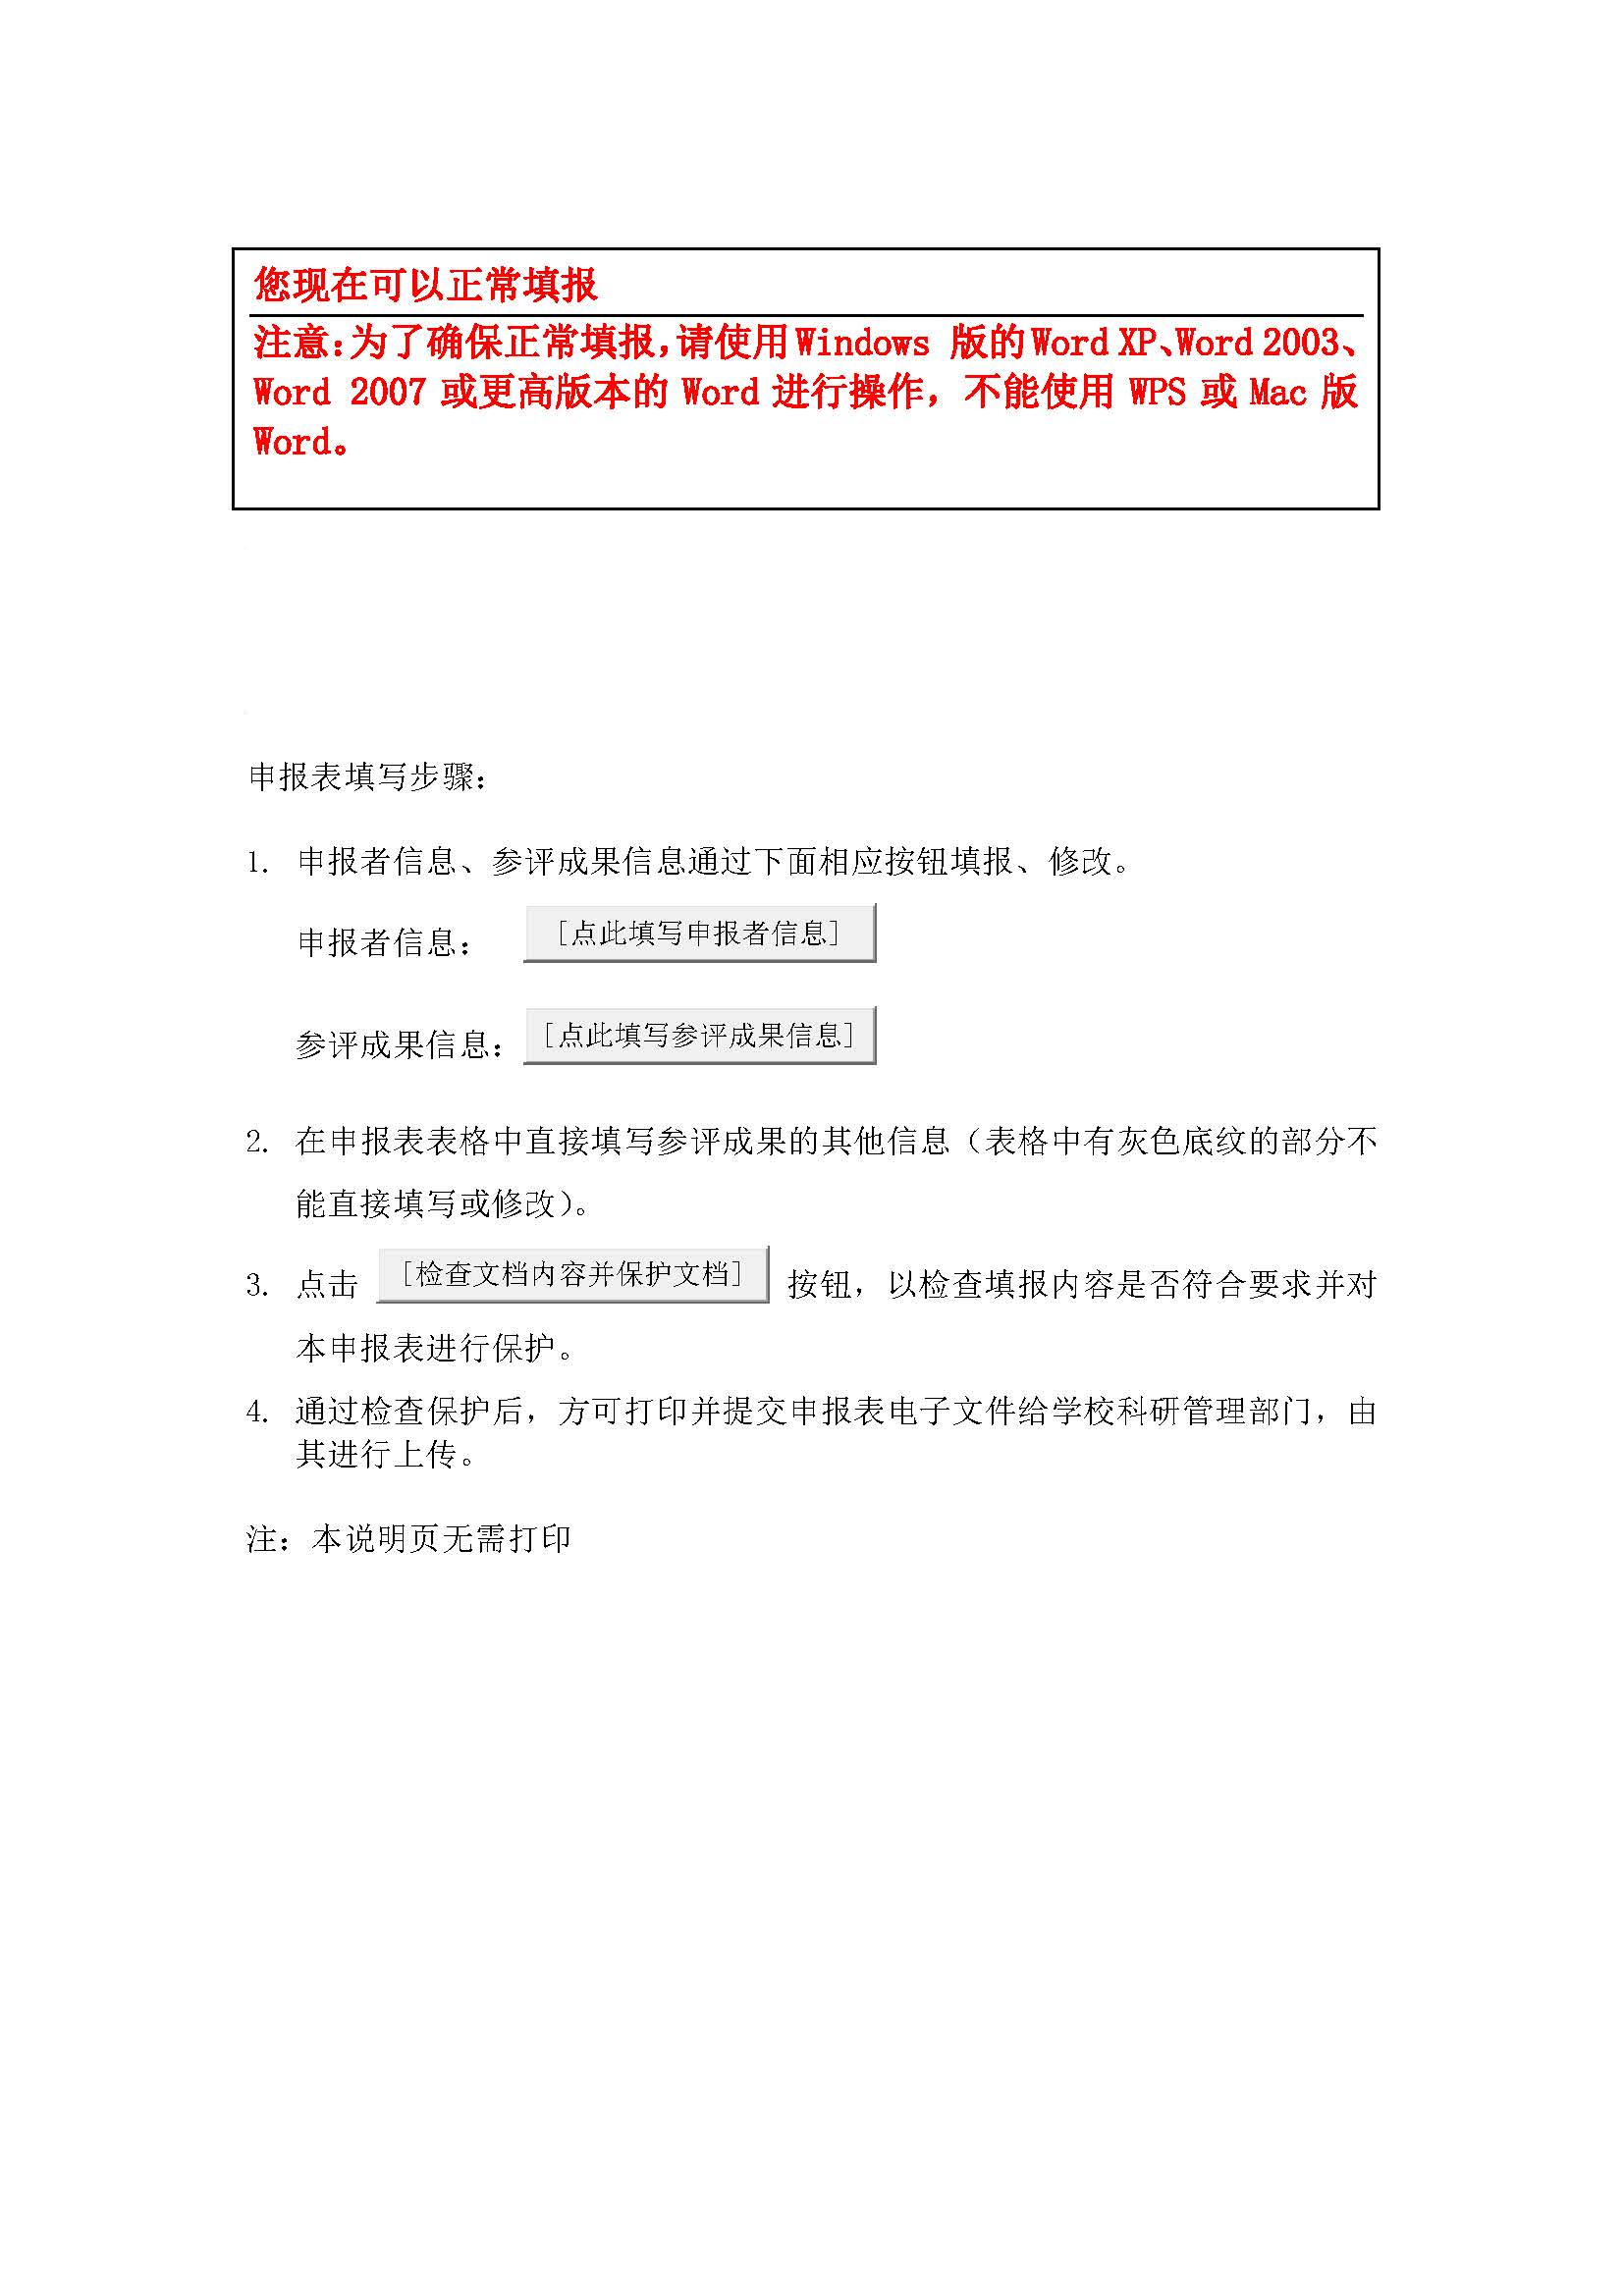 您现在可以正常填报
注意：为了确保正常填报，请使用Windows 版的Word XP、Word 2003、
Word 2007 或更高版本的 Word 进行操作，不能使用 WPS 或 Mac 版
Word。
申报表填写步骤：
1. 申报者信息、参评成果信息通过下面相应按钮填报、修改。
申报者信息： [点此填写申报者信息]
参评成果信息： [点此填写参评成果信息]
2. 在申报表表格中直接填写参评成果的其他信息（表格中有灰色底纹的部分不
能直接填写或修改）。
3. 点击 [检查文档内容并保护文档] 按钮，以检查填报内容是否符合要求并对
本申报表进行保护。
4. 通过检查保护后，方可打印并提交申报表电子文件给学校科研管理部门，由
其进行上传。
注：本说明页无需打印